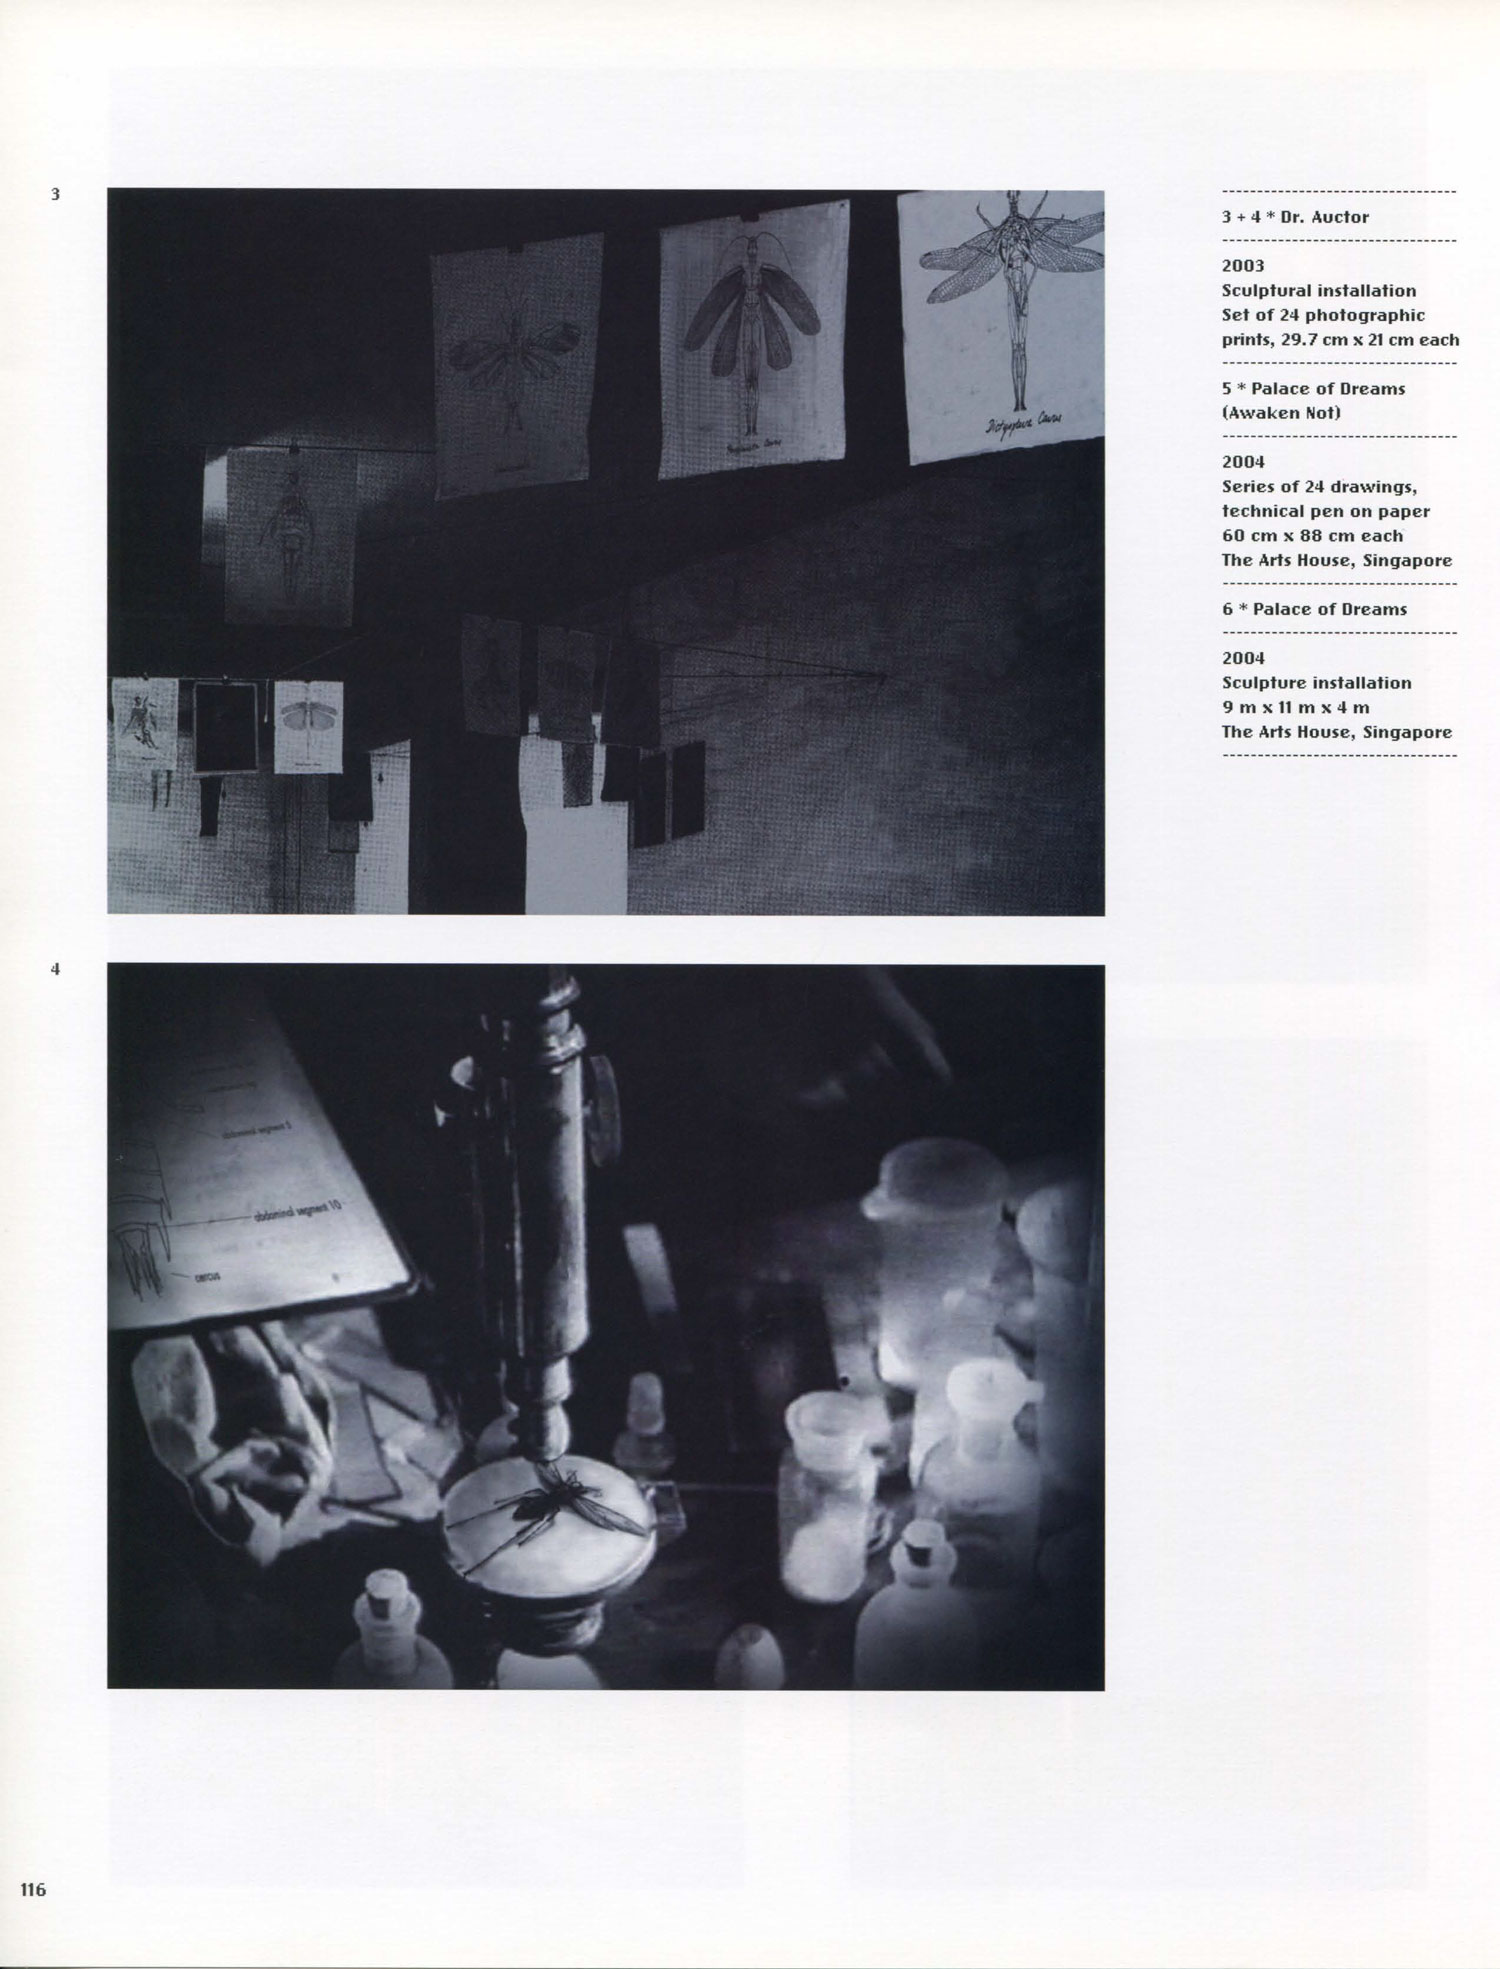 3
3 + 4 * Dr. Auctor
2003
Sculptural installation
Set of 24 photographic
prints, 29.7 cm x 21 cm each
5 * Palace of Dreams
(Awaken Not)
2004
Series of 24 drawings,
technical pen on paper
60 cm x 88 cm each
The Arts House, Singapore
6 * Palace of Dreams
2004
Sculpture installation
9 m x 11 m x 4 m
The Arts House, Singapore
4
abdominal segment 5
abdominal segment 10
cercus
116